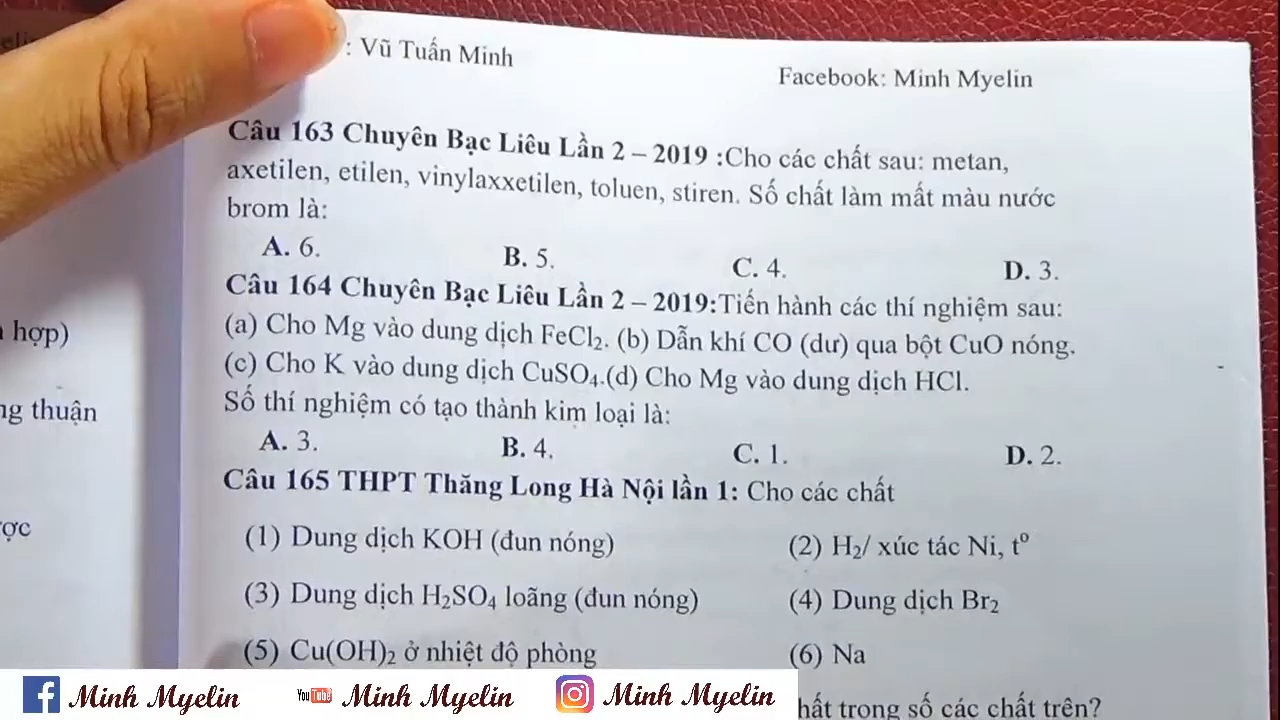 : Vũ Tuấn Minh
Facebook: Minh Myelin
Câu 163 Chuyên Bạc Liêu Lần 2 – 2019 :Cho các chất sau: metan,
axetilen, etilen, vinylaxxetilen, toluen, stiren. Số chất làm mất màu nước
brom là:
A. 6. B. 5. C. 4. D. 3.
Câu 164 Chuyên Bạc Liêu Lần 2 – 2019:Tiến hành các thí nghiệm sau:
(a) Cho Mg vào dung dịch FeCl₂. (b) Dẫn khí CO (dư) qua bột CuO nóng.
(c) Cho K vào dung dịch CuSO₄.(d) Cho Mg vào dung dịch HCl.
Số thí nghiệm có tạo thành kim loại là:
A. 3. B. 4. C. 1. D. 2.
Câu 165 THPT Thăng Long Hà Nội lần 1: Cho các chất
(1) Dung dịch KOH (đun nóng) (2) H₂/ xúc tác Ni, tº
(3) Dung dịch H₂SO₄ loãng (đun nóng) (4) Dung dịch Br₂
(5) Cu(OH)₂ ở nhiệt độ phòng (6) Na
hất trong số các chất trên?
hợp)
ng thuận
ợc
Minh Myelin YouTube Minh Myelin Minh Myelin